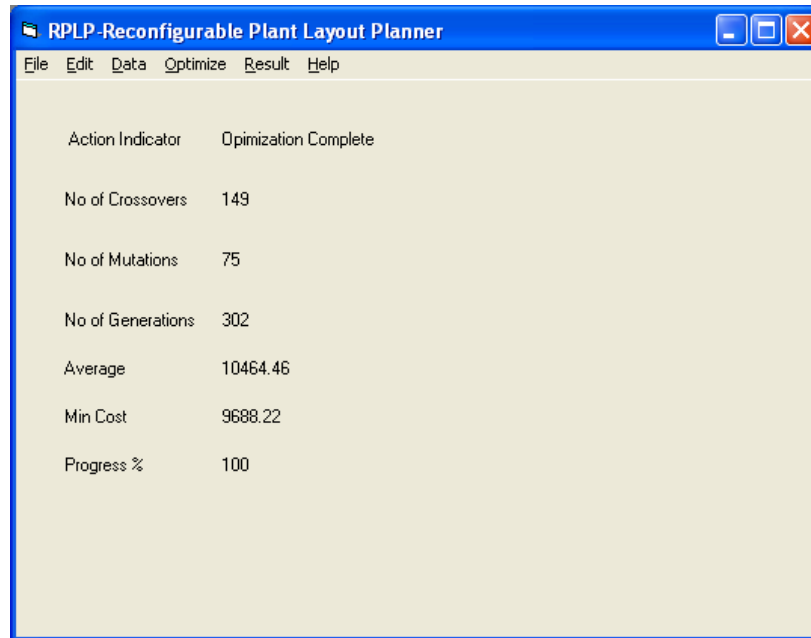 RPLP-Reconfigurable Plant Layout Planner
File Edit Data Optimize Result Help
Action Indicator Opimization Complete
No of Crossovers 149
No of Mutations 75
No of Generations 302
Average 10464.46
Min Cost 9688.22
Progress % 100